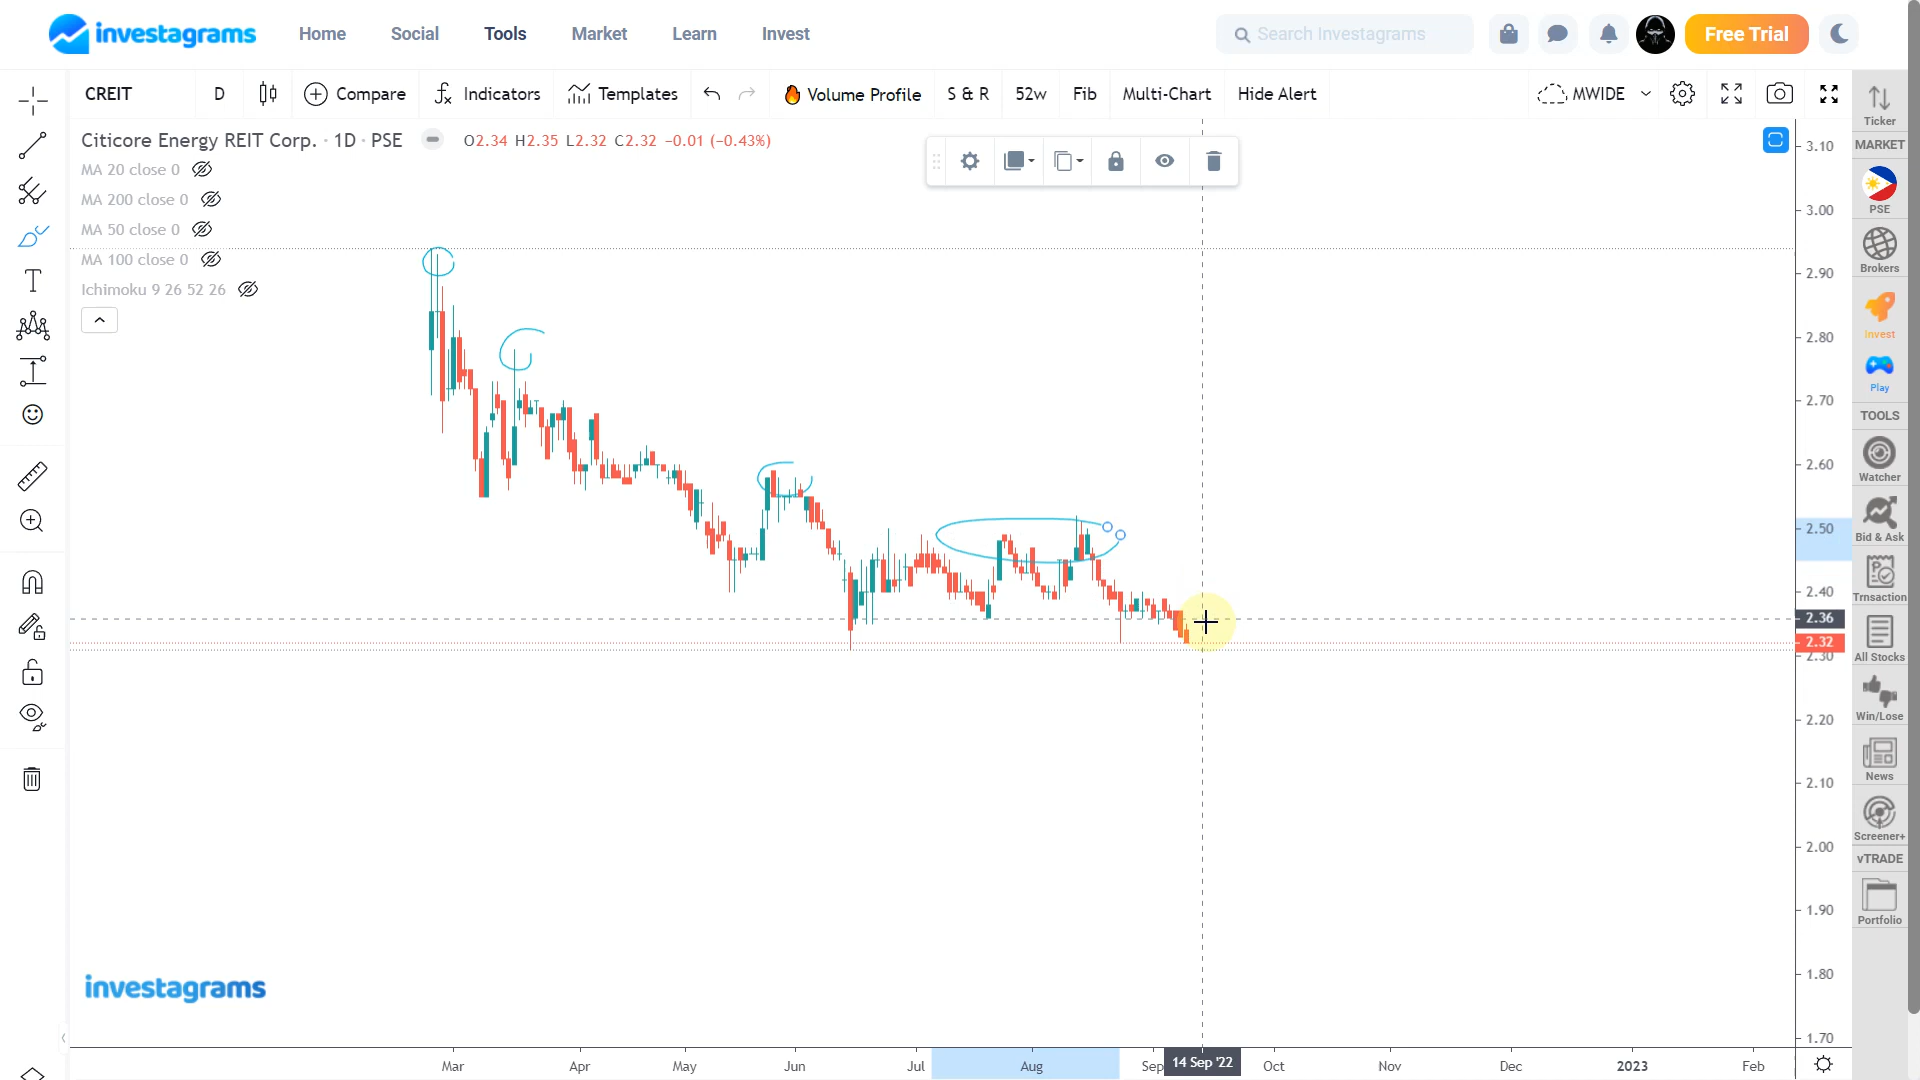 investagrams
Home
Social
Tools
Market
Learn
Invest
Search Investagrams
Free Trial
CREIT
D
Compare
Indicators
Templates
Volume Profile
S & R
52w
Fib
Multi-Chart
Hide Alert
MWIDE
Citicore Energy REIT Corp. · 1D · PSE
O2.34 H2.35 L2.32 C2.32 −0.01 (−0.43%)
MA 20 close 0
MA 200 close 0
MA 50 close 0
MA 100 close 0
Ichimoku 9 26 52 26
3.10
3.00
2.90
2.80
2.70
2.60
2.50
2.40
2.36
2.32
2.30
2.20
2.10
2.00
1.90
1.80
1.70
investagrams
Mar
Apr
May
Jun
Jul
Aug
Sep
14 Sep '22
Oct
Nov
Dec
2023
Feb
Ticker
MARKET
PSE
Brokers
Invest
Play
TOOLS
Watcher
Bid & Ask
Trnsaction
All Stocks
Win/Lose
News
Screener+
vTRADE
Portfolio